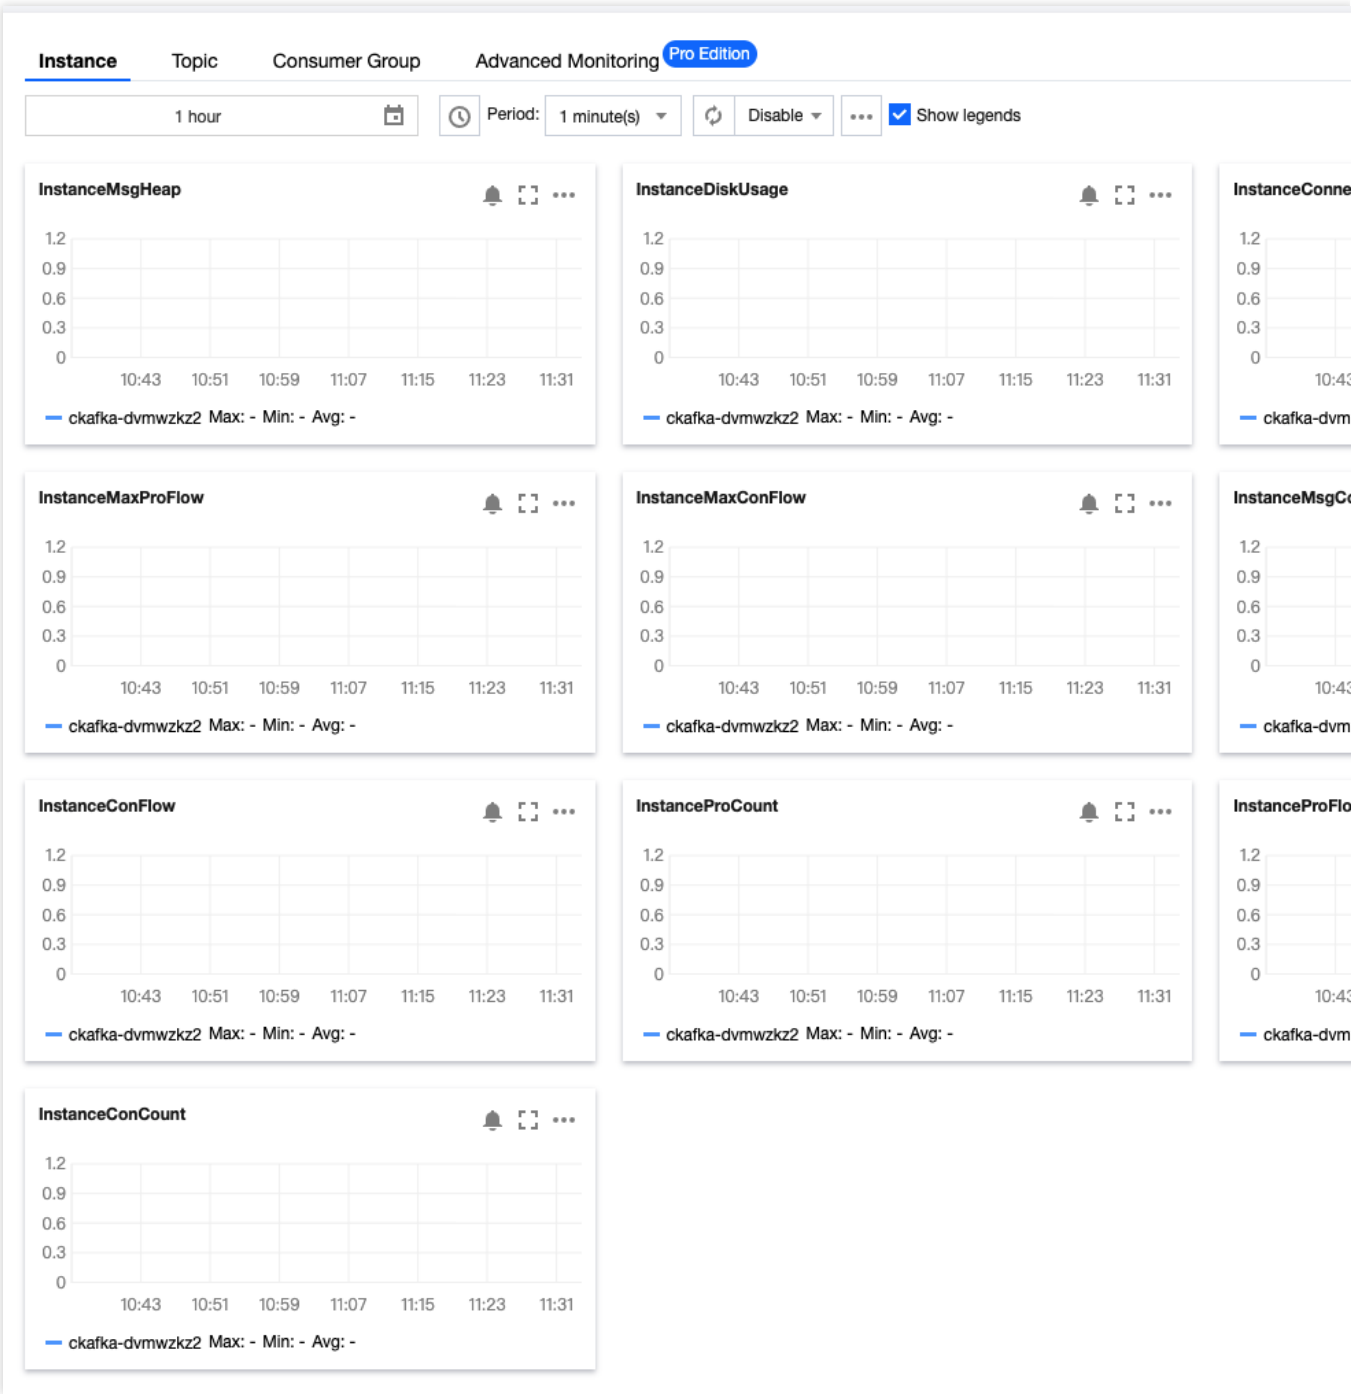 Instance Topic Consumer Group Advanced Monitoring Pro Edition
1 hour Period: 1 minute(s) Disable Show legends
InstanceMsgHeap InstanceDiskUsage InstanceConne
1.2 1.2 1.2
0.9 0.9 0.9
0.6 0.6 0.6
0.3 0.3 0.3
0 0 0
10:43 10:51 10:59 11:07 11:15 11:23 11:31 10:43 10:51 10:59 11:07 11:15 11:23 11:31 10:43
ckafka-dvmwzkz2 Max: - Min: - Avg: - ckafka-dvmwzkz2 Max: - Min: - Avg: - ckafka-dvm
InstanceMaxProFlow InstanceMaxConFlow InstanceMsgCo
1.2 1.2 1.2
0.9 0.9 0.9
0.6 0.6 0.6
0.3 0.3 0.3
0 0 0
10:43 10:51 10:59 11:07 11:15 11:23 11:31 10:43 10:51 10:59 11:07 11:15 11:23 11:31 10:43
ckafka-dvmwzkz2 Max: - Min: - Avg: - ckafka-dvmwzkz2 Max: - Min: - Avg: - ckafka-dvm
InstanceConFlow InstanceProCount InstanceProFlo
1.2 1.2 1.2
0.9 0.9 0.9
0.6 0.6 0.6
0.3 0.3 0.3
0 0 0
10:43 10:51 10:59 11:07 11:15 11:23 11:31 10:43 10:51 10:59 11:07 11:15 11:23 11:31 10:43
ckafka-dvmwzkz2 Max: - Min: - Avg: - ckafka-dvmwzkz2 Max: - Min: - Avg: - ckafka-dvm
InstanceConCount
1.2
0.9
0.6
0.3
0
10:43 10:51 10:59 11:07 11:15 11:23 11:31
ckafka-dvmwzkz2 Max: - Min: - Avg: -